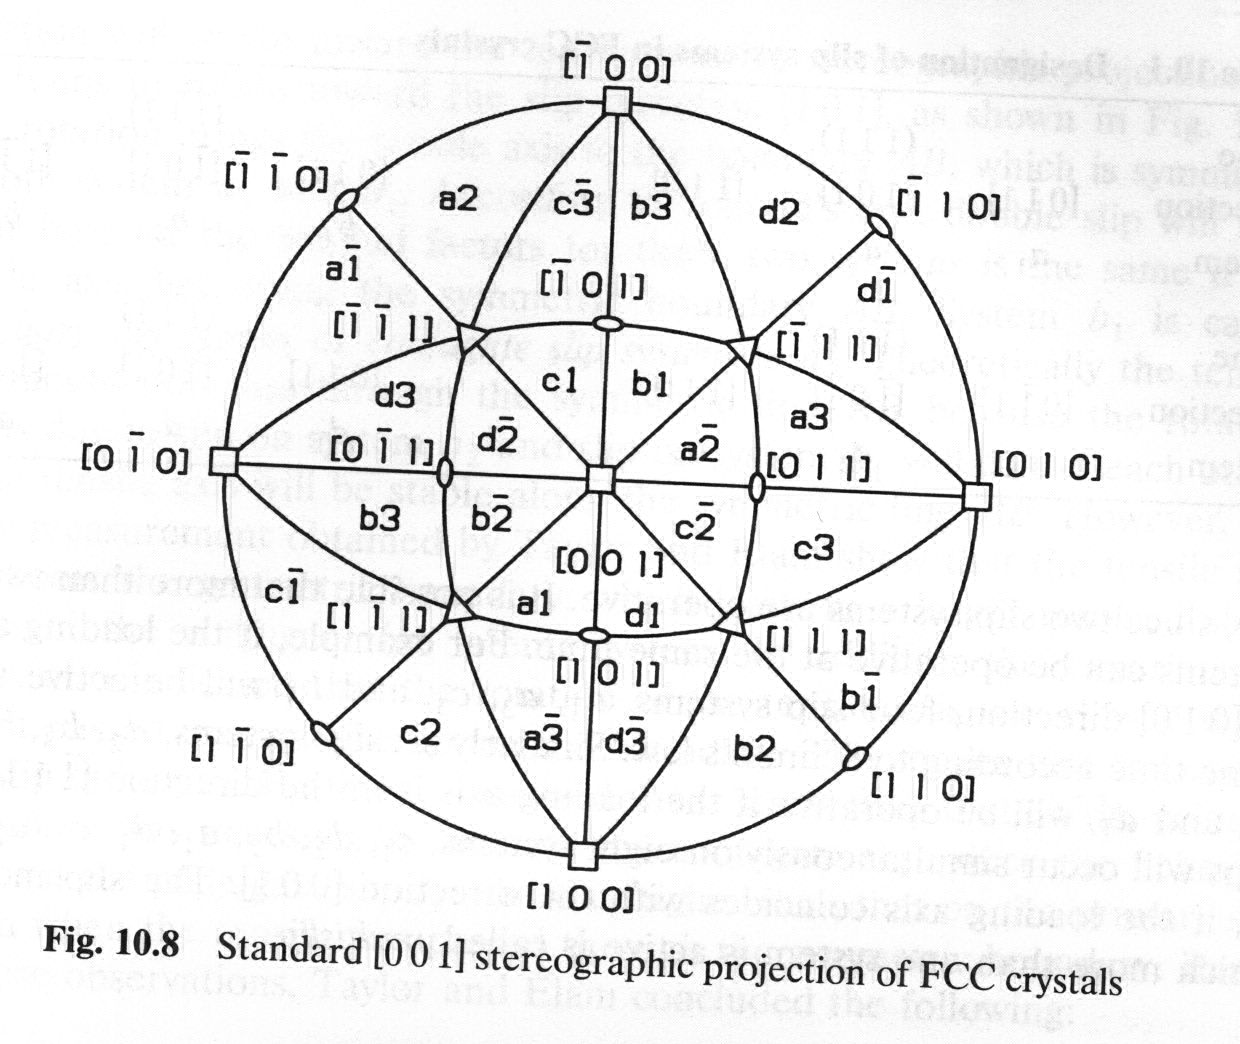 [1̄ 0 0]
[1̄ 1̄ 0] a2 c3̄ b3̄ d2 [1̄ 1 0]
a1̄ [1̄ 0 1] d1̄
[1̄ 1̄ 1] [1̄ 1 1]
d3 c1 b1 a3
[0 1̄ 0] [0 1̄ 1] d2̄ a2̄ [0 1 1] [0 1 0]
b3 b2̄ c2̄ c3
[0 0 1]
c1̄ [1 1̄ 1] a1 d1 [1 1 1]
[1 0 1] b1̄
[1 1̄ 0] c2 a3̄ d3̄ b2 [1 1 0]
[1 0 0]
Fig. 10.8 Standard [0 0 1] stereographic projection of FCC crystals